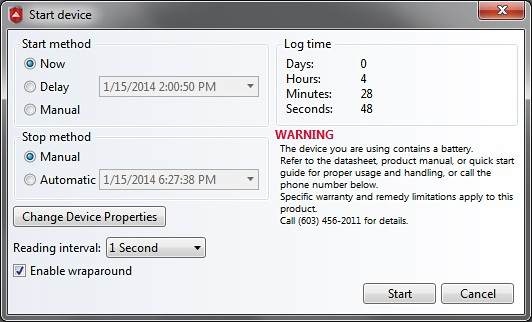 Start device
Start method
Now
Delay 1/15/2014 2:00:50 PM
Manual
Stop method
Manual
Automatic 1/15/2014 6:27:38 PM
Change Device Properties
Reading interval: 1 Second
Enable wraparound
Log time
Days: 0
Hours: 4
Minutes: 28
Seconds: 48
WARNING
The device you are using contains a battery.
Refer to the datasheet, product manual, or quick start
guide for proper usage and handling, or call the
phone number below.
Specific warranty and remedy limitations apply to this
product.
Call (603) 456-2011 for details.
Start Cancel